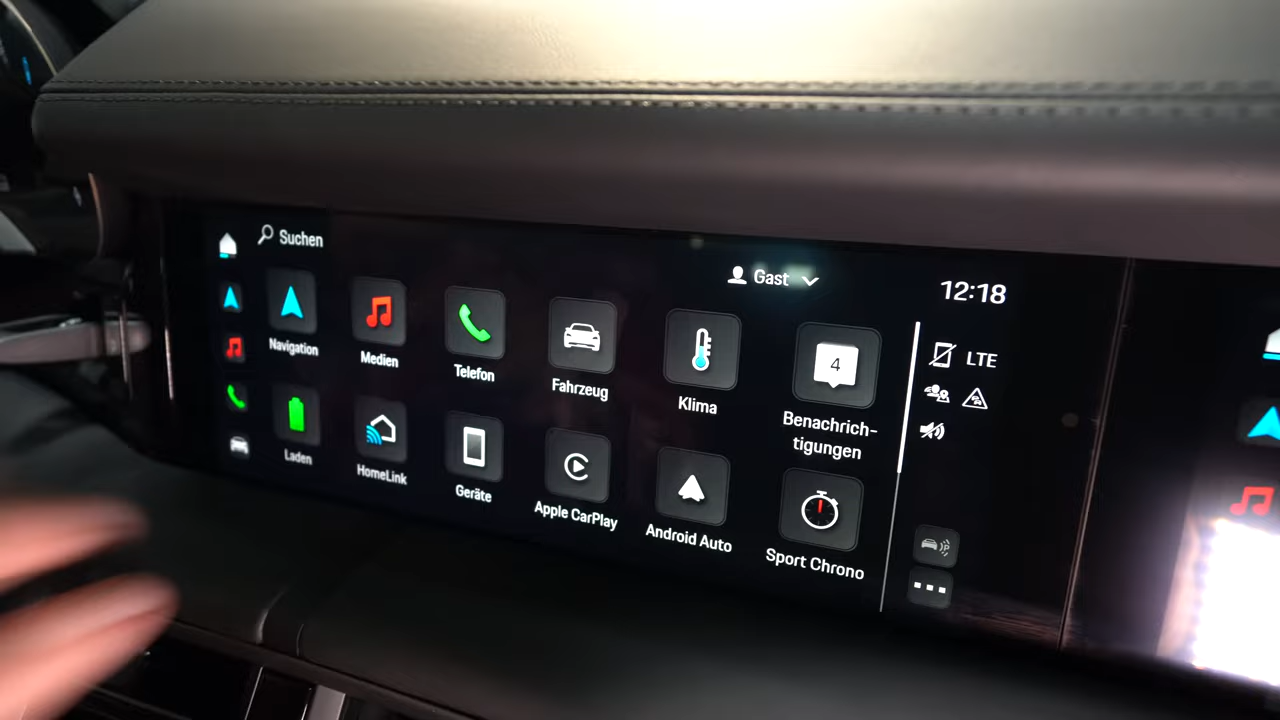 Suchen
Gast
12:18
Navigation
Medien
Telefon
Fahrzeug
Klima
4
Benachrich-
tigungen
LTE
Laden
HomeLink
Geräte
Apple CarPlay
Android Auto
Sport Chrono
P